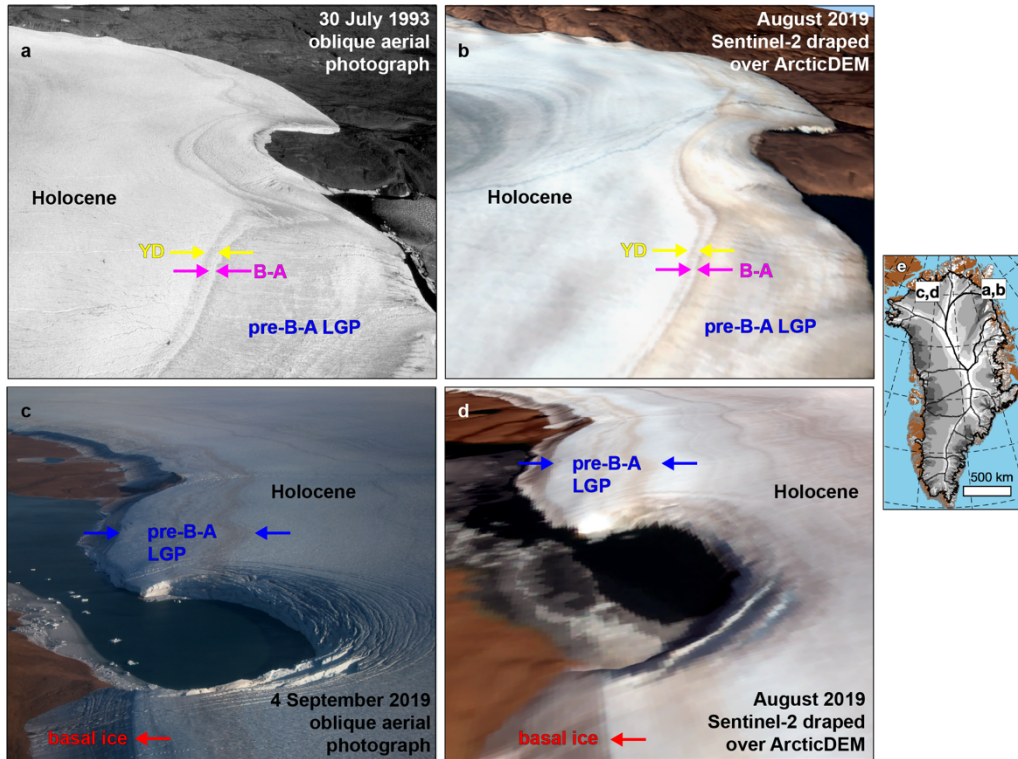 a
30 July 1993
oblique aerial
photograph
Holocene
YD
B-A
pre-B-A LGP
b
August 2019
Sentinel-2 draped
over ArcticDEM
Holocene
YD
B-A
pre-B-A LGP
c
pre-B-A
LGP
Holocene
4 September 2019
oblique aerial
photograph
basal ice
d
pre-B-A
LGP
Holocene
August 2019
Sentinel-2 draped
over ArcticDEM
basal ice
e
c,d
a,b
500 km